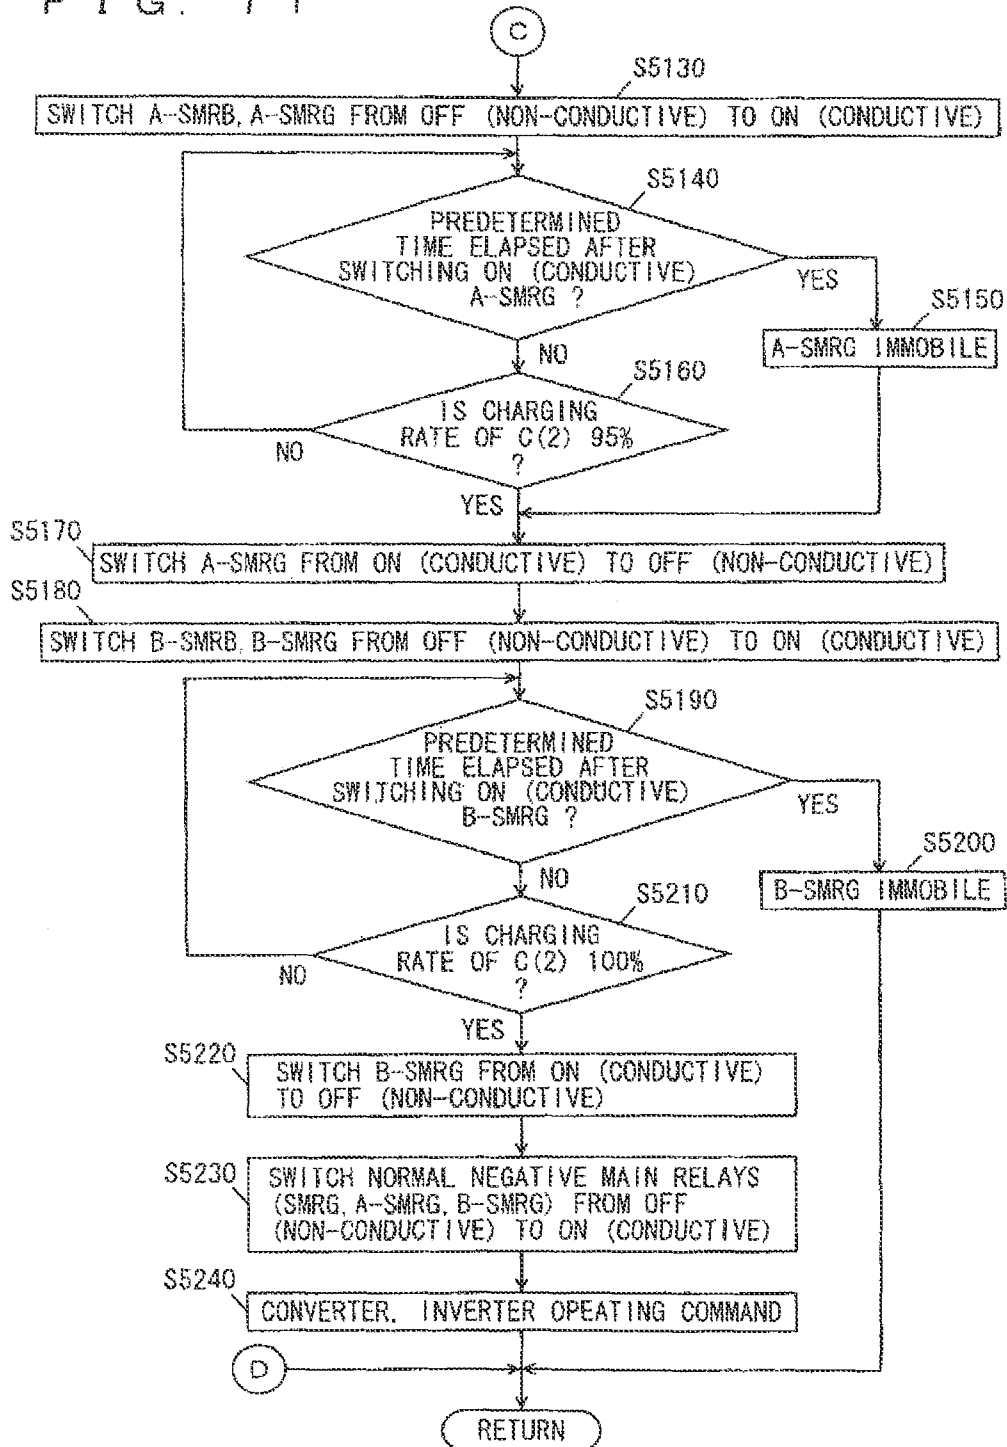 C
S5130
SWITCH A-SMRB, A-SMRG FROM OFF (NON-CONDUCTIVE) TO ON (CONDUCTIVE)
S5140
PREDETERMINED
TIME ELAPSED AFTER
SWITCHING ON (CONDUCTIVE)
A-SMRG ?
YES
S5150
A-SMRG IMMOBILE
NO
S5160
IS CHARGING
RATE OF C(2) 95%
?
NO
YES
S5170
SWITCH A-SMRG FROM ON (CONDUCTIVE) TO OFF (NON-CONDUCTIVE)
S5180
SWITCH B-SMRB, B-SMRG FROM OFF (NON-CONDUCTIVE) TO ON (CONDUCTIVE)
S5190
PREDETERMINED
TIME ELAPSED AFTER
SWITCHING ON (CONDUCTIVE)
B-SMRG ?
YES
S5200
B-SMRG IMMOBILE
NO
S5210
IS CHARGING
RATE OF C(2) 100%
?
NO
YES
S5220
SWITCH B-SMRG FROM ON (CONDUCTIVE)
TO OFF (NON-CONDUCTIVE)
S5230
SWITCH NORMAL NEGATIVE MAIN RELAYS
(SMRG, A-SMRG, B-SMRG) FROM OFF
(NON-CONDUCTIVE) TO ON (CONDUCTIVE)
S5240
CONVERTER, INVERTER OPEATING COMMAND
D
RETURN